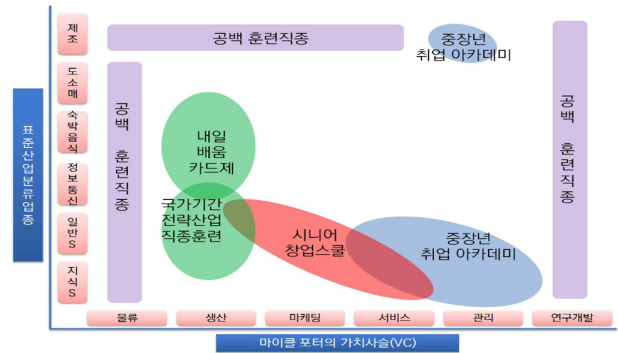 제조
도소매
숙박음식
정보통신
일반S
지식S
표준산업분류업종
공백 훈련직종
중장년
취업 아카데미
공백 훈련직종
내일
배움
카드제
국가기간
전략산업
직종훈련
시니어
창업스쿨
중장년
취업 아카데미
공백 훈련직종
물류
생산
마케팅
서비스
관리
연구개발
마이클 포터의 가치사슬(VC)